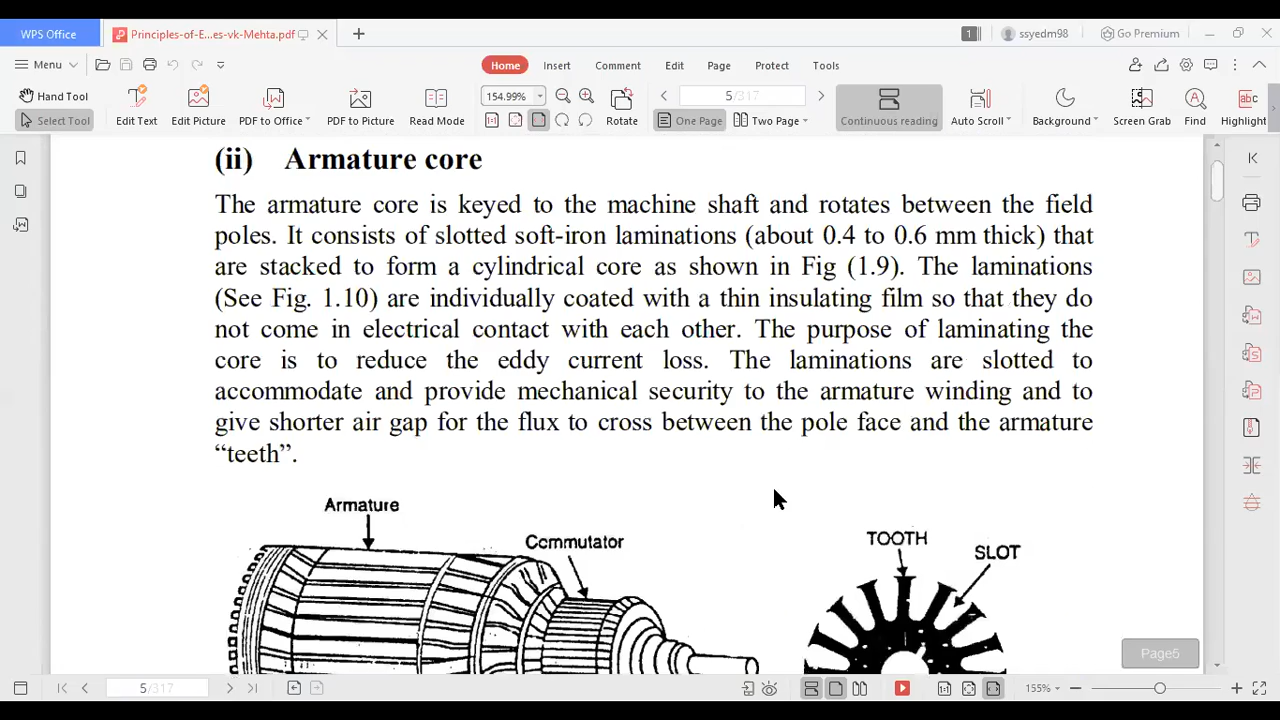 WPS Office
Principles-of-E...es-vk-Mehta.pdf
1
ssyedm98
Go Premium
Menu
Home
Insert
Comment
Edit
Page
Protect
Tools
Hand Tool
Select Tool
Edit Text
Edit Picture
PDF to Office
PDF to Picture
Read Mode
154.99%
Rotate
5/317
One Page
Two Page
Continuous reading
Auto Scroll
Background
Screen Grab
Find
Highlight
(ii) Armature core
The armature core is keyed to the machine shaft and rotates between the field
poles. It consists of slotted soft-iron laminations (about 0.4 to 0.6 mm thick) that
are stacked to form a cylindrical core as shown in Fig (1.9). The laminations
(See Fig. 1.10) are individually coated with a thin insulating film so that they do
not come in electrical contact with each other. The purpose of laminating the
core is to reduce the eddy current loss. The laminations are slotted to
accommodate and provide mechanical security to the armature winding and to
give shorter air gap for the flux to cross between the pole face and the armature
“teeth”.
Armature
Commutator
TOOTH
SLOT
Page6
5/317
155%